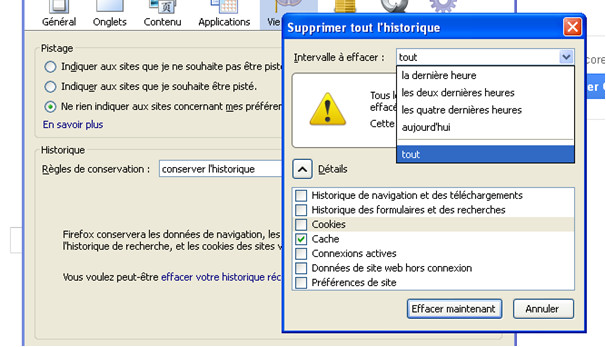 Général Onglets Contenu Applications Vie
Pistage
Indiquer aux sites que je ne souhaite pas être pist
Indiquer aux sites que je souhaite être pisté.
Ne rien indiquer aux sites concernant mes préféren
En savoir plus
Historique
Règles de conservation : conserver l'historique
Firefox conservera les données de navigation, les
l'historique de recherche, et les cookies des sites v
Vous voulez peut-être effacer votre historique réc
Supprimer tout l'historique
Intervalle à effacer : tout
la dernière heure
les deux dernières heures
les quatre dernières heures
aujourd'hui
tout
Tous l
effacé
Cette
Détails
Historique de navigation et des téléchargements
Historique des formulaires et des recherches
Cookies
Cache
Connexions actives
Données de site web hors connexion
Préférences de site
Effacer maintenant Annuler
core
er